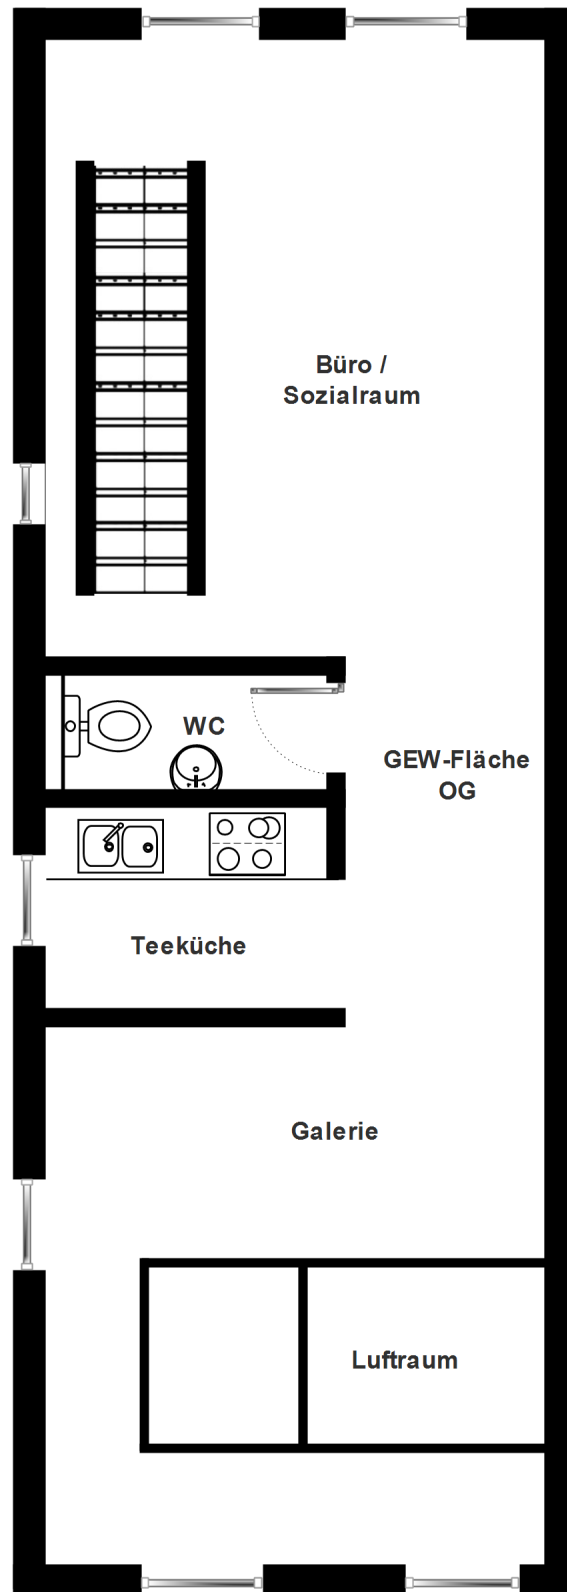 Büro /
Sozialraum
WC
GEW-Fläche
OG
Teeküche
Galerie
Luftraum